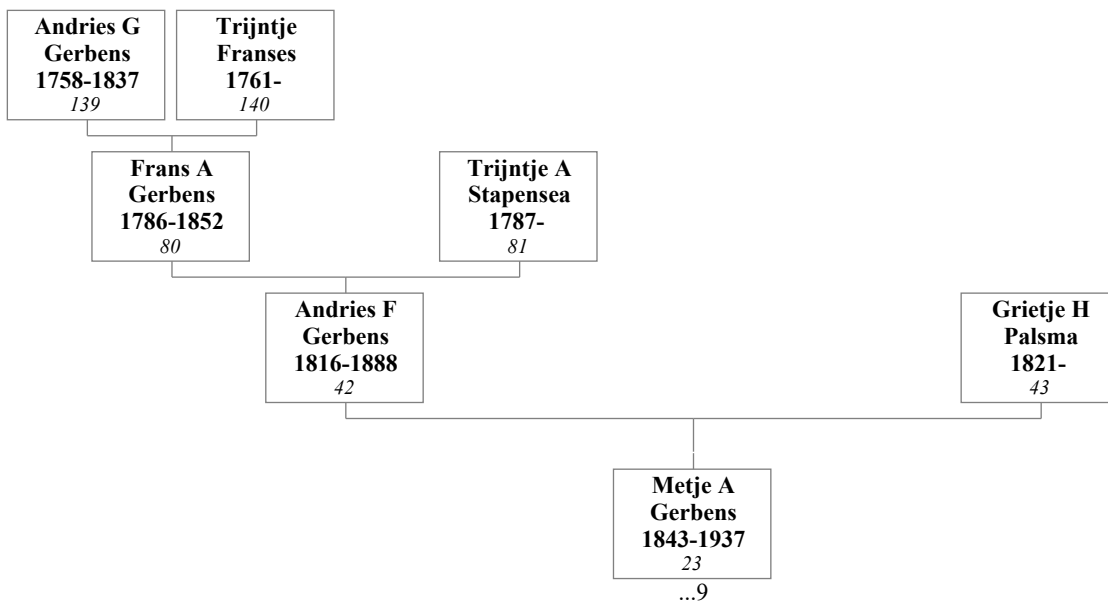 Andries G
Gerbens
1758-1837
139
Trijntje
Franses
1761-
140
Frans A
Gerbens
1786-1852
80
Trijntje A
Stapensea
1787-
81
Andries F
Gerbens
1816-1888
42
Grietje H
Palsma
1821-
43
Metje A
Gerbens
1843-1937
23
...9